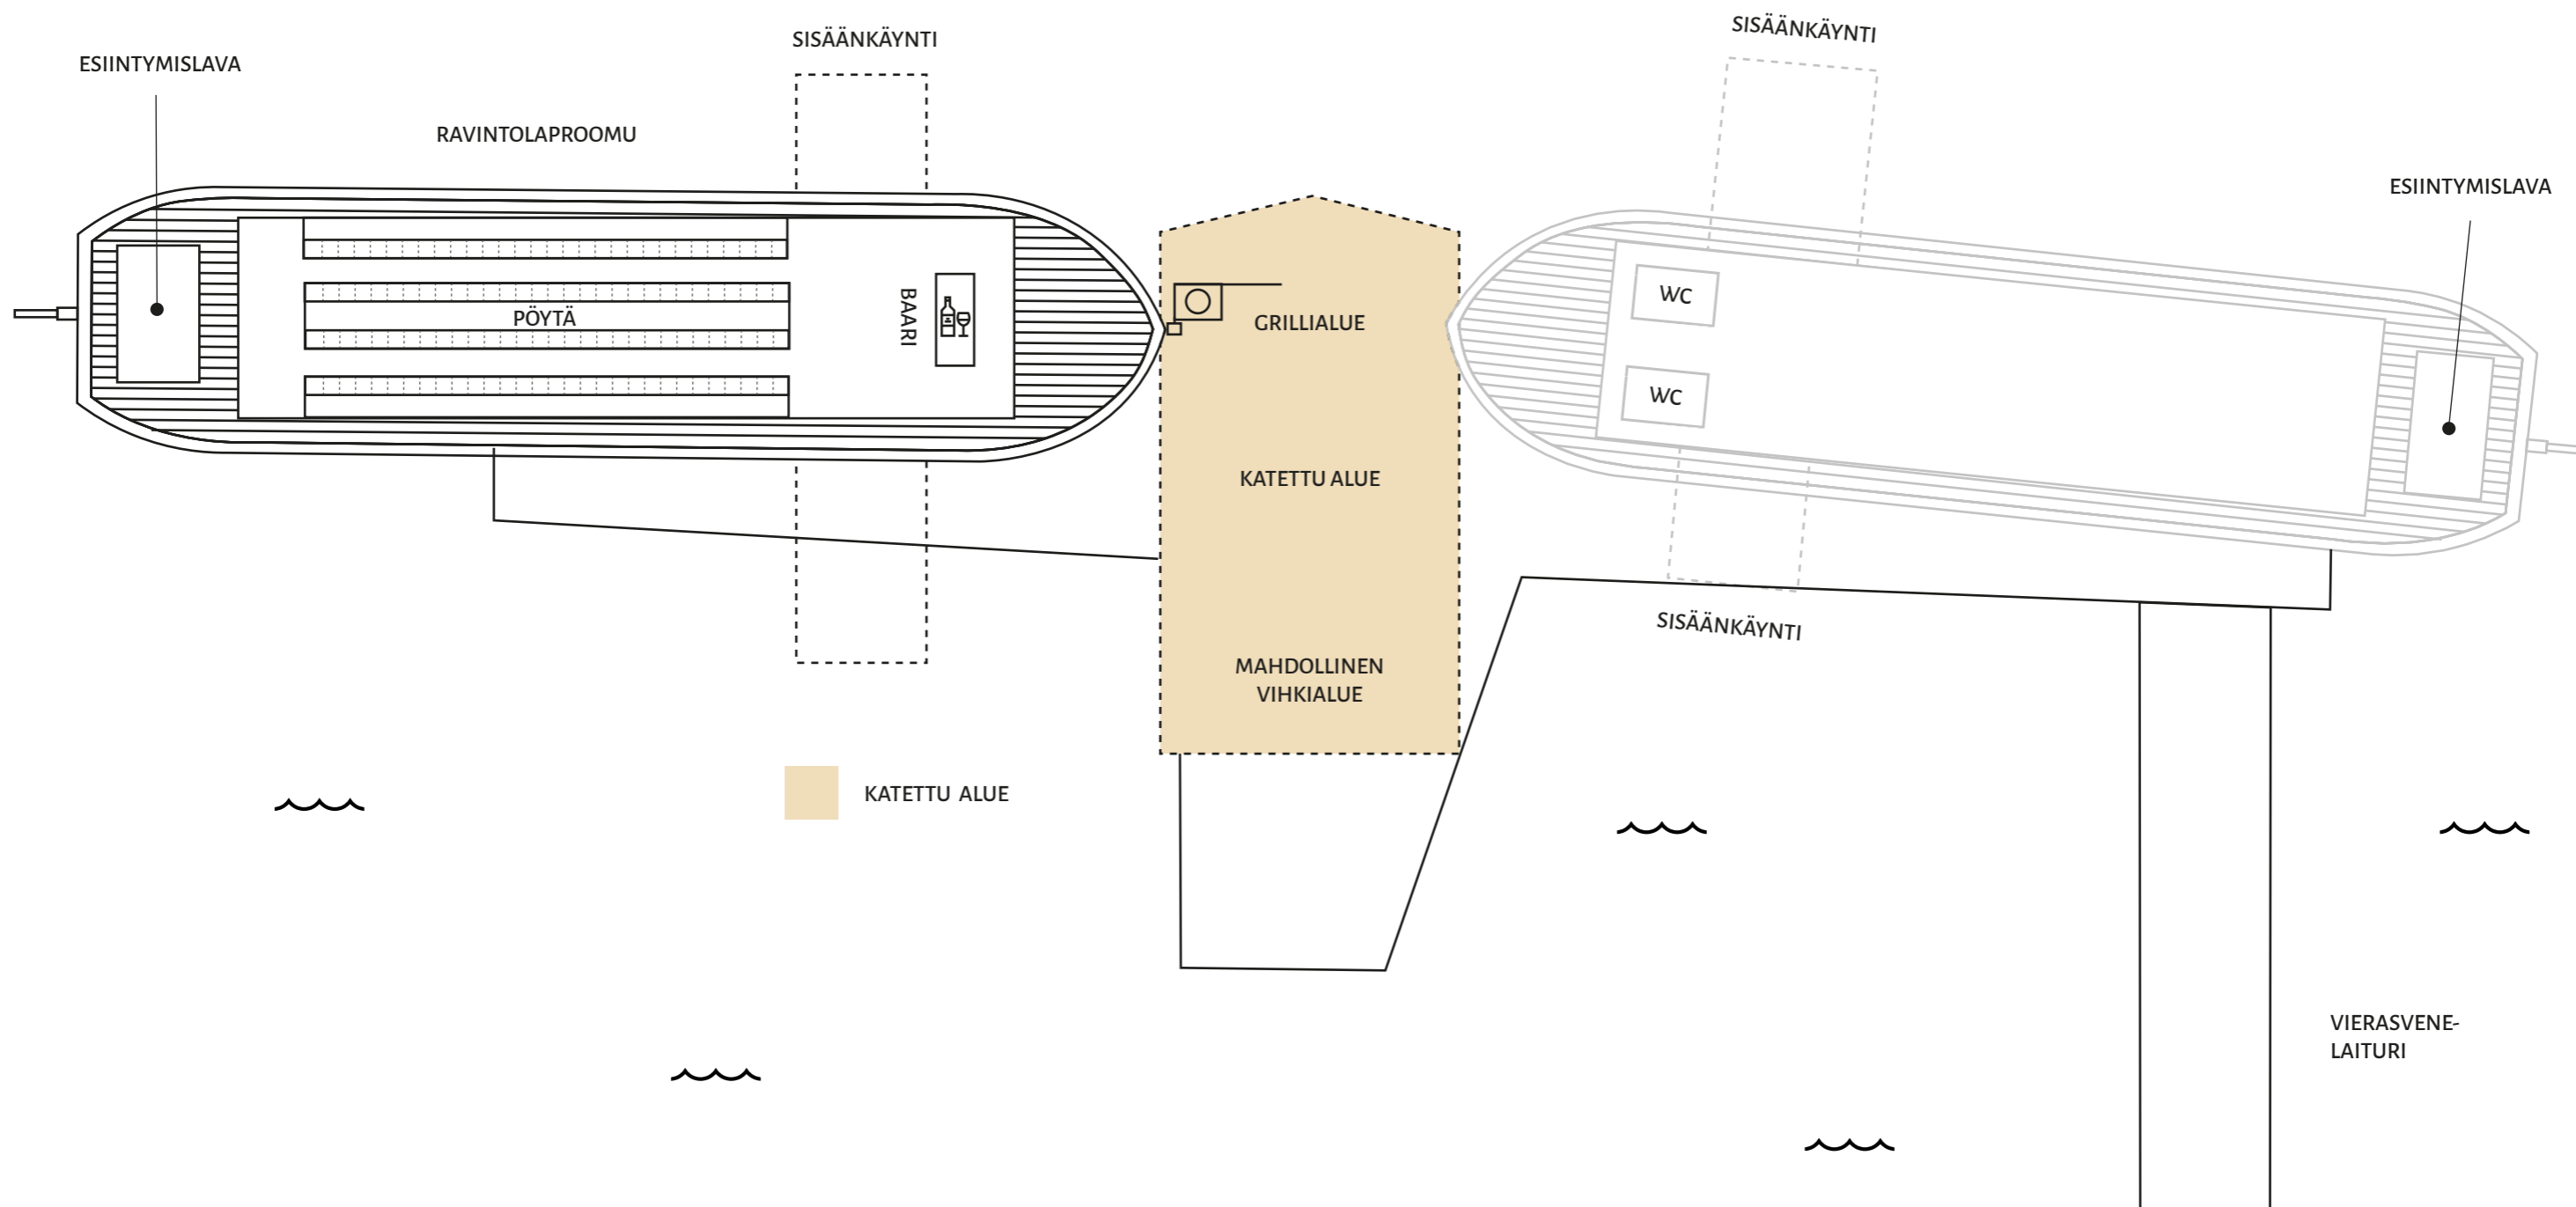 SISÄÄNKÄYNTI
SISÄÄNKÄYNTI
ESIINTYMISLAVA
RAVINTOLAPROOMU
ESIINTYMISLAVA
PÖYTÄ
BAARI
GRILLIALUE
WC
WC
KATETTU ALUE
SISÄÄNKÄYNTI
MAHDOLLINEN
VIHKIALUE
KATETTU ALUE
VIERASVENE-
LAITURI